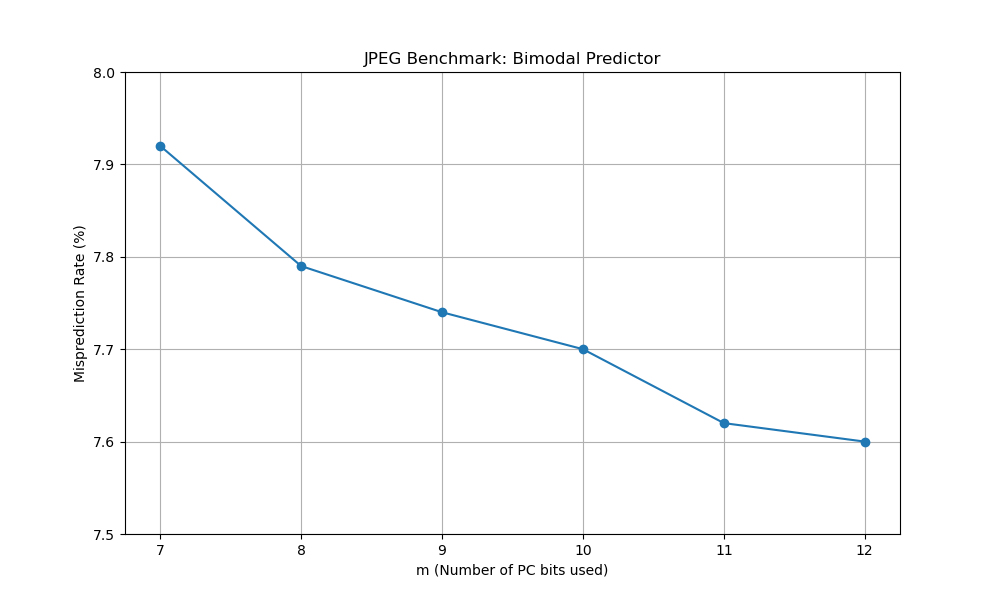 JPEG Benchmark: Bimodal Predictor
Misprediction Rate (%)
8.0
7.9
7.8
7.7
7.6
7.5
7 8 9 10 11 12
m (Number of PC bits used)